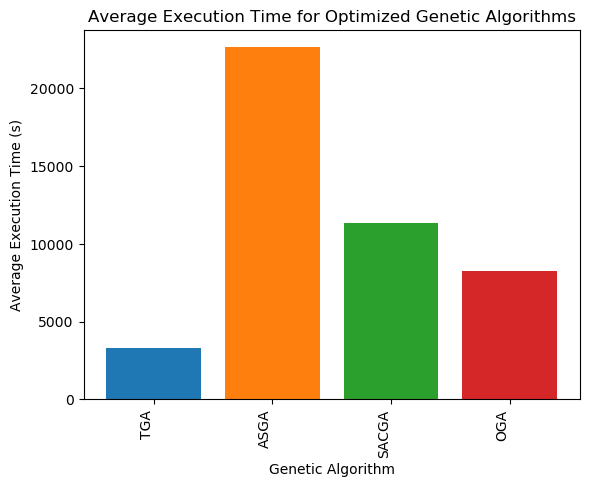 Average Execution Time for Optimized Genetic Algorithms
Average Execution Time (s)
20000
15000
10000
5000
0
TGA
ASGA
SACGA
OGA
Genetic Algorithm